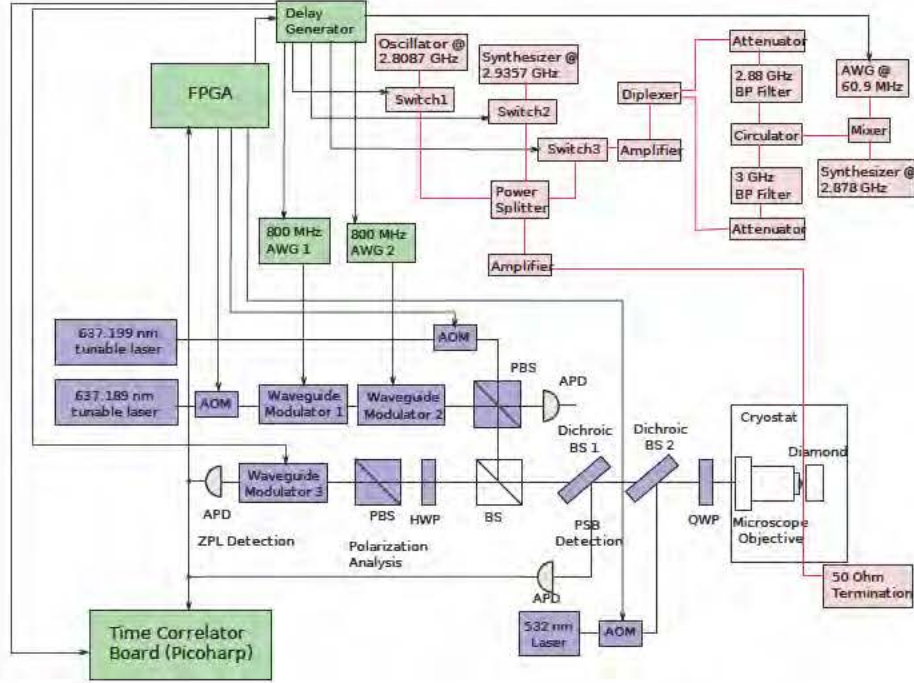 Delay
Generator
Oscillator @
2.8087 GHz
Synthesizer @
2.9357 GHz
Attenuator
FPGA
Switch1
Switch2
Diplexer
2.88 GHz
BP Filter
AWG @
60.9 MHz
Switch3
Amplifier
Circulator
Mixer
Power
Splitter
3 GHz
BP Filter
Synthesizer @
2.878 GHz
800 MHz
AWG 1
800 MHz
AWG 2
Attenuator
Amplifier
637.199 nm
tunable laser
AOM
PBS
637.189 nm
tunable laser
AOM
Waveguide
Modulator 1
Waveguide
Modulator 2
APD
Dichroic
BS 1
Dichroic
BS 2
Cryostat
Diamond
Waveguide
Modulator 3
APD
PBS
HWP
BS
PSB
Detection
QWP
Microscope
Objective
ZPL Detection
Polarization
Analysis
APD
50 Ohm
Termination
Time Correlator
Board (Picoharp)
532 nm
Laser
AOM